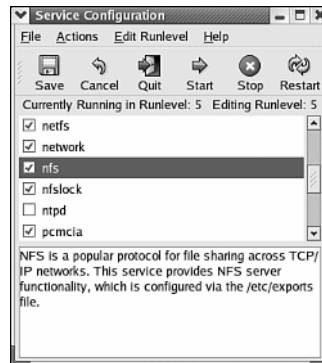 Service Configuration
File Actions Edit Runlevel Help
Save Cancel Quit Start Stop Restart
Currently Running in Runlevel: 5 Editing Runlevel: 5
netfs
network
nfs
nfslock
ntpd
pcmcia
NFS is a popular protocol for file sharing across TCP/
IP networks. This service provides NFS server
functionality, which is configured via the /etc/exports
file.